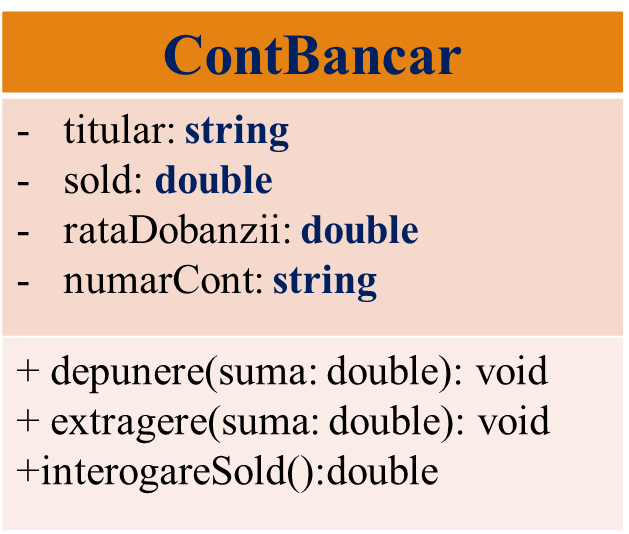 ContBancar
- titular: string
- sold: double
- rataDobanzii: double
- numarCont: string
+ depunere(suma: double): void
+ extragere(suma: double): void
+interogareSold():double